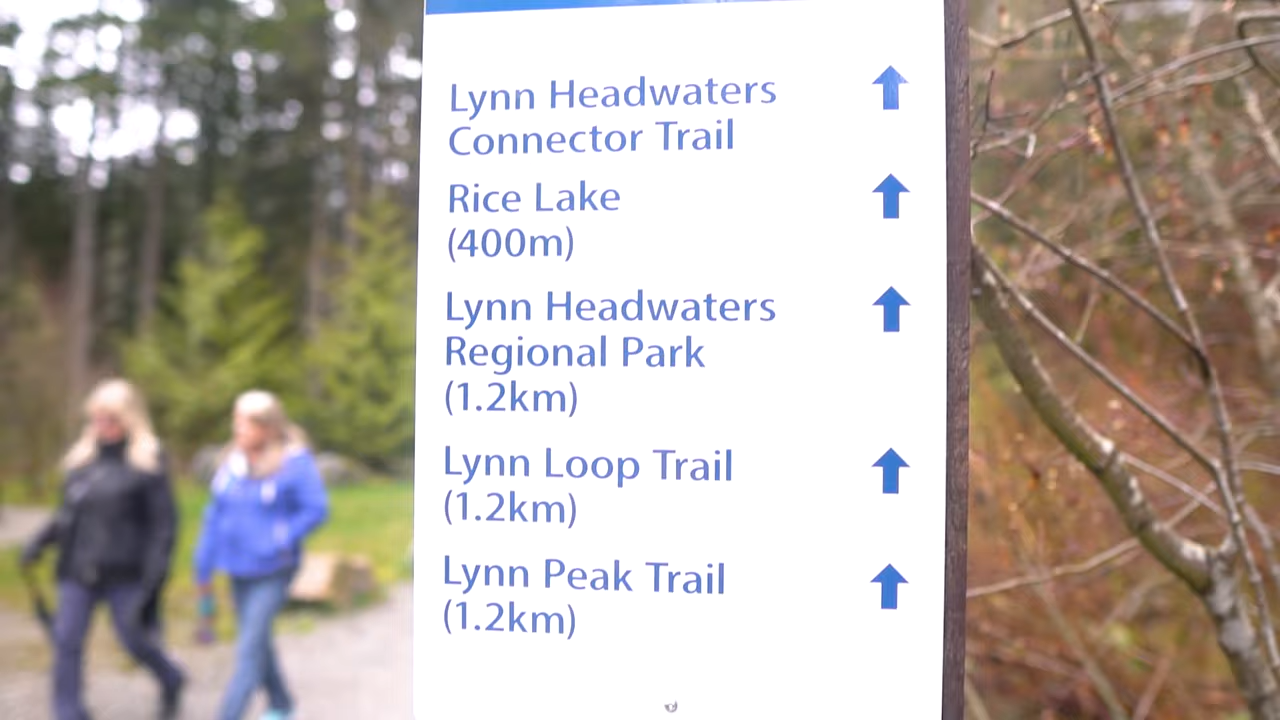 Lynn Headwaters
Connector Trail
Rice Lake
(400m)
Lynn Headwaters
Regional Park
(1.2km)
Lynn Loop Trail
(1.2km)
Lynn Peak Trail
(1.2km)